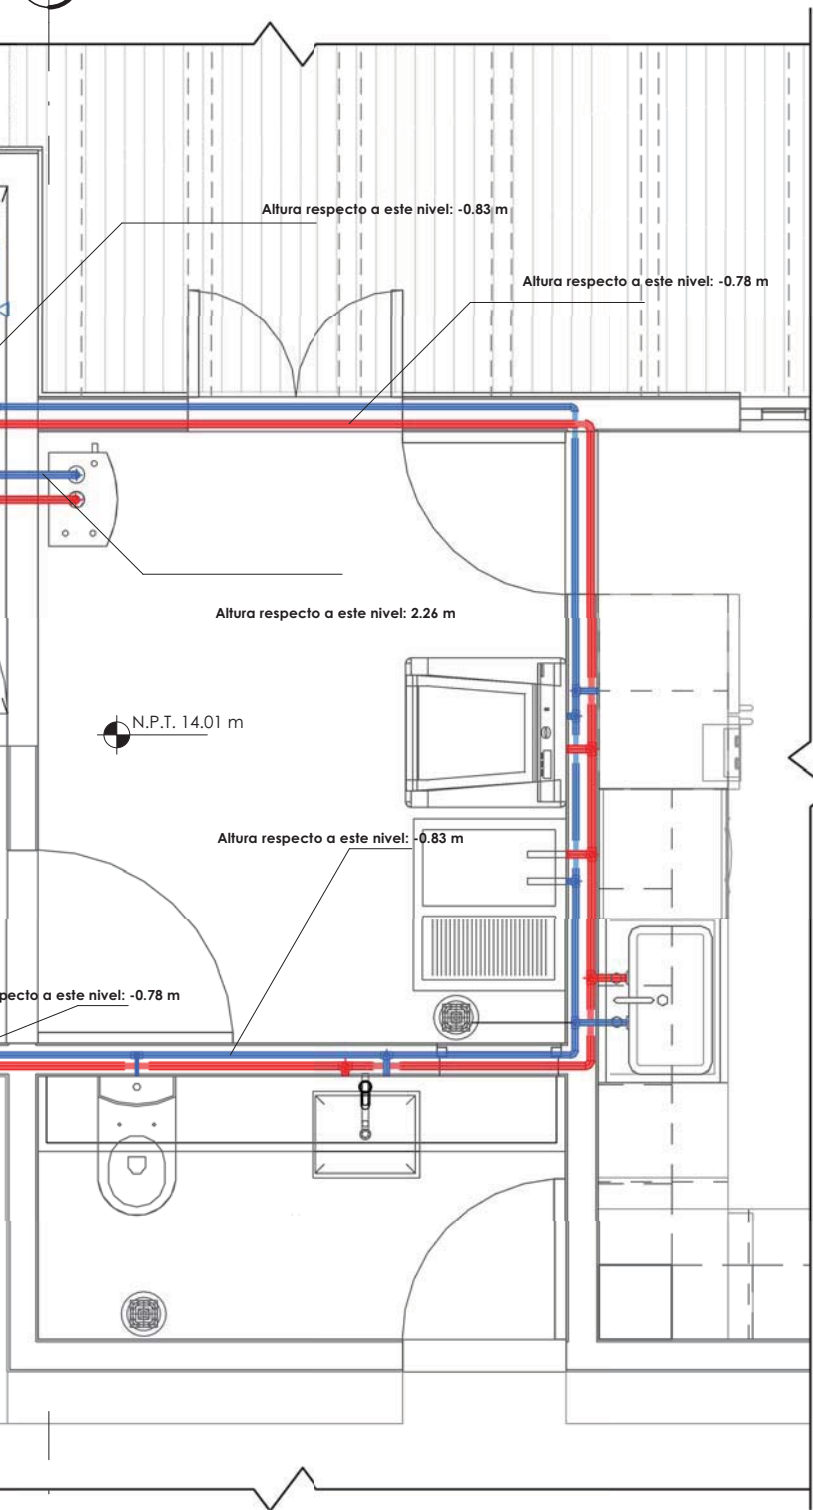 Altura respecto a este nivel: -0.83 m
Altura respecto a este nivel: -0.78 m
Altura respecto a este nivel: 2.26 m
N.P.T. 14.01 m
Altura respecto a este nivel: -0.83 m
a este nivel: -0.78 m